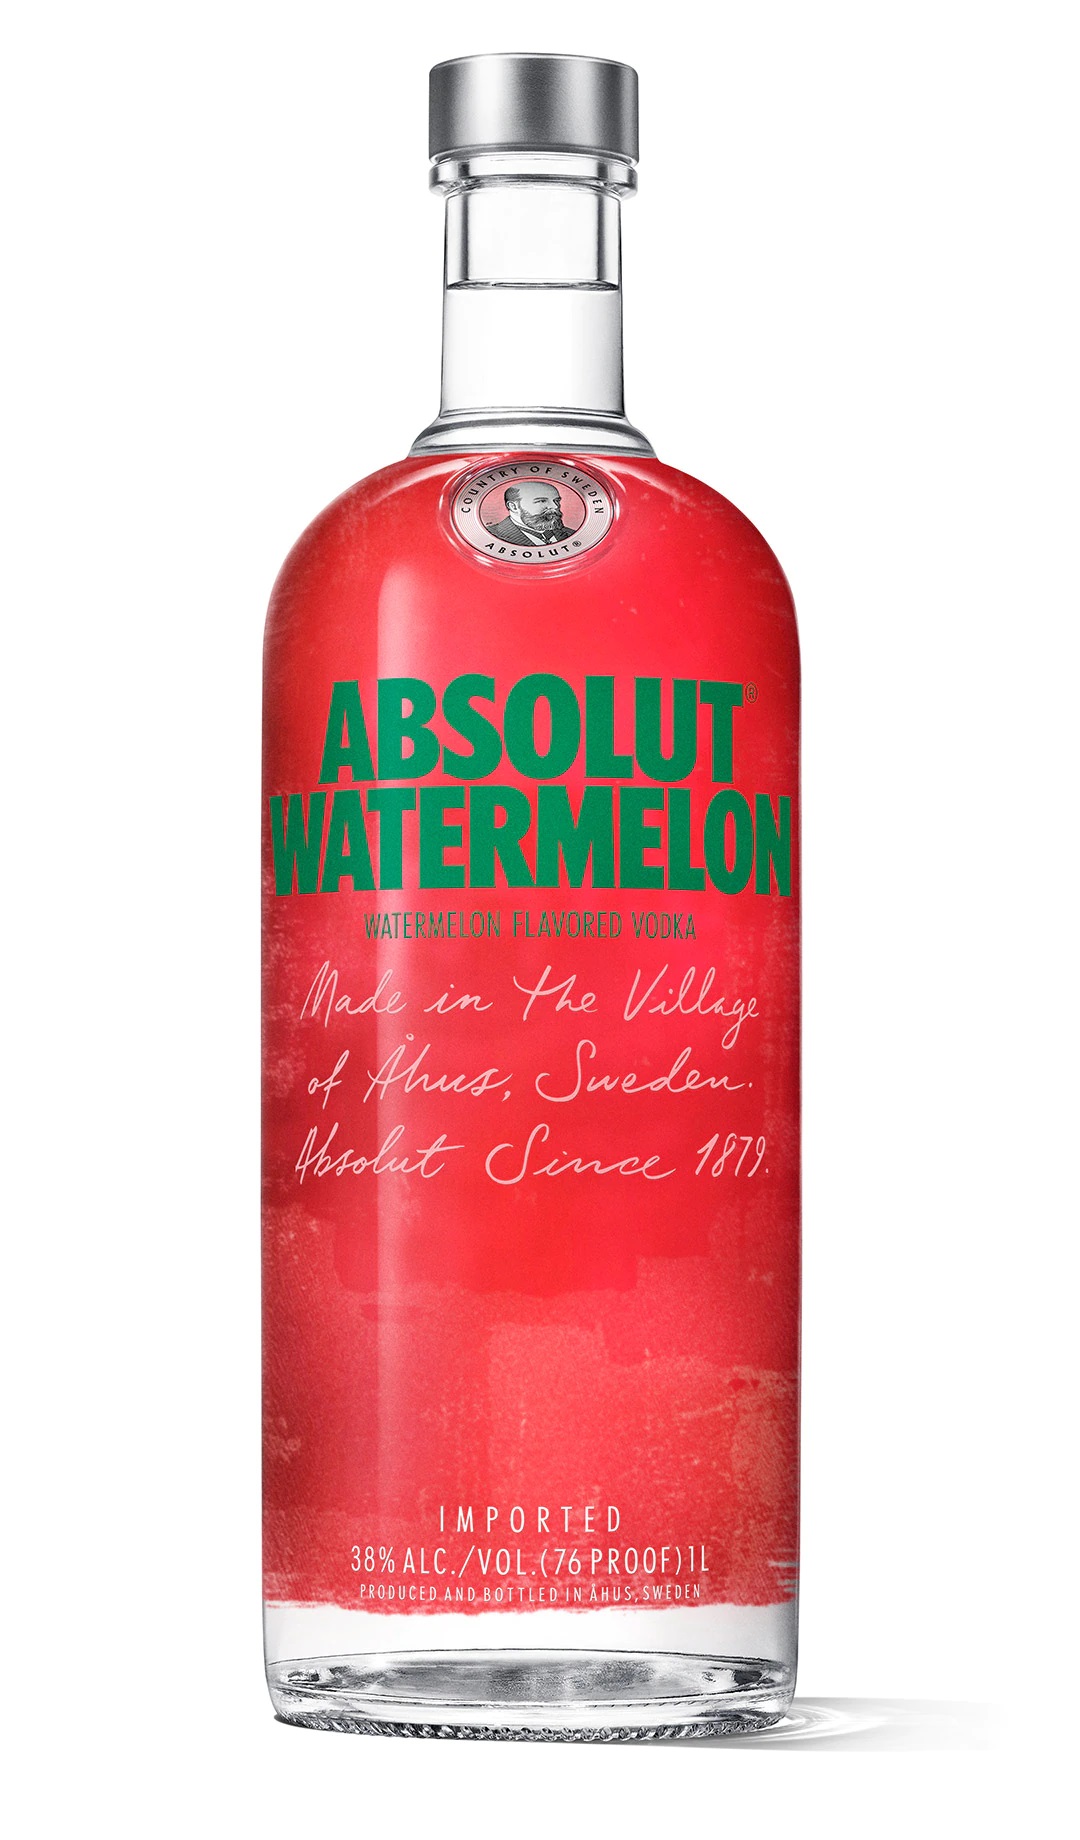 COUNTRY OF SWEDEN
ABSOLUT®
ABSOLUT®
WATERMELON
WATERMELON FLAVORED VODKA
Made in the Village
of Åhus, Sweden.
Absolut Since 1879.
IMPORTED
38% ALC./VOL.(76 PROOF) 1L
PRODUCED AND BOTTLED IN ÅHUS, SWEDEN